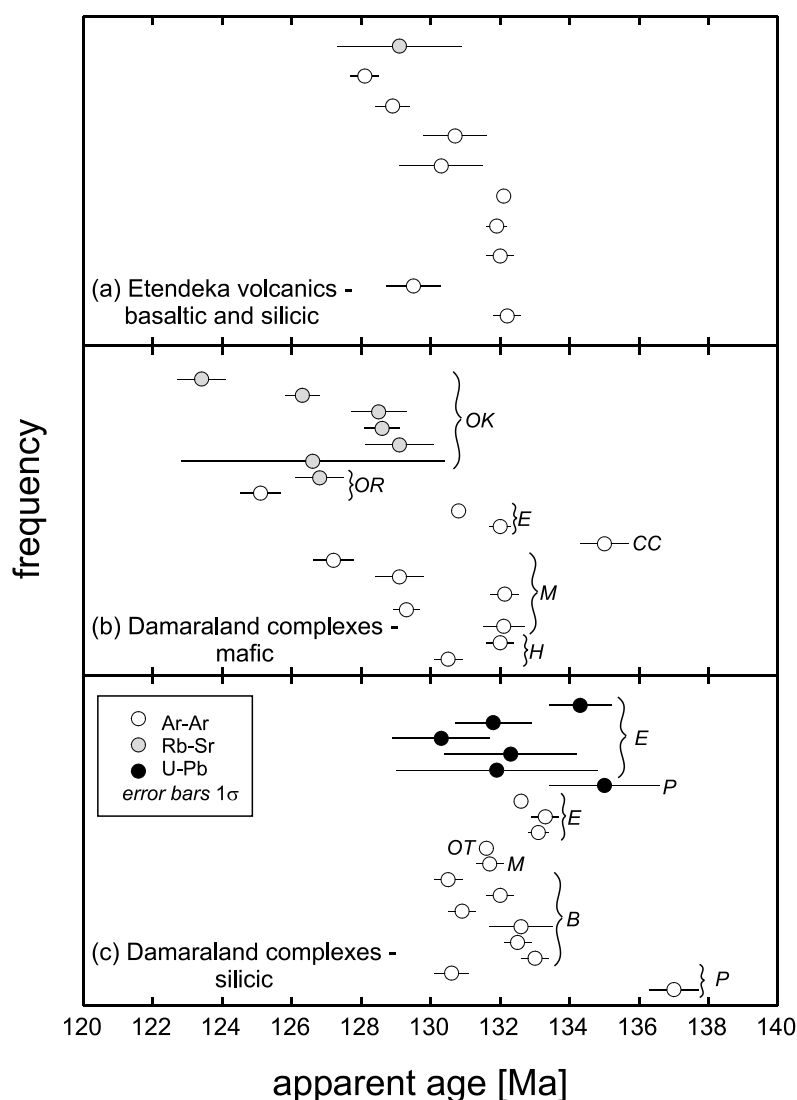 (a) Etendeka volcanics -
basaltic and silicic
OK
OR
E
CC
M
H
(b) Damaraland complexes -
mafic
frequency
Ar-Ar
Rb-Sr
U-Pb
error bars 1σ
E
P
E
OT
M
B
P
(c) Damaraland complexes -
silicic
120 122 124 126 128 130 132 134 136 138 140
apparent age [Ma]